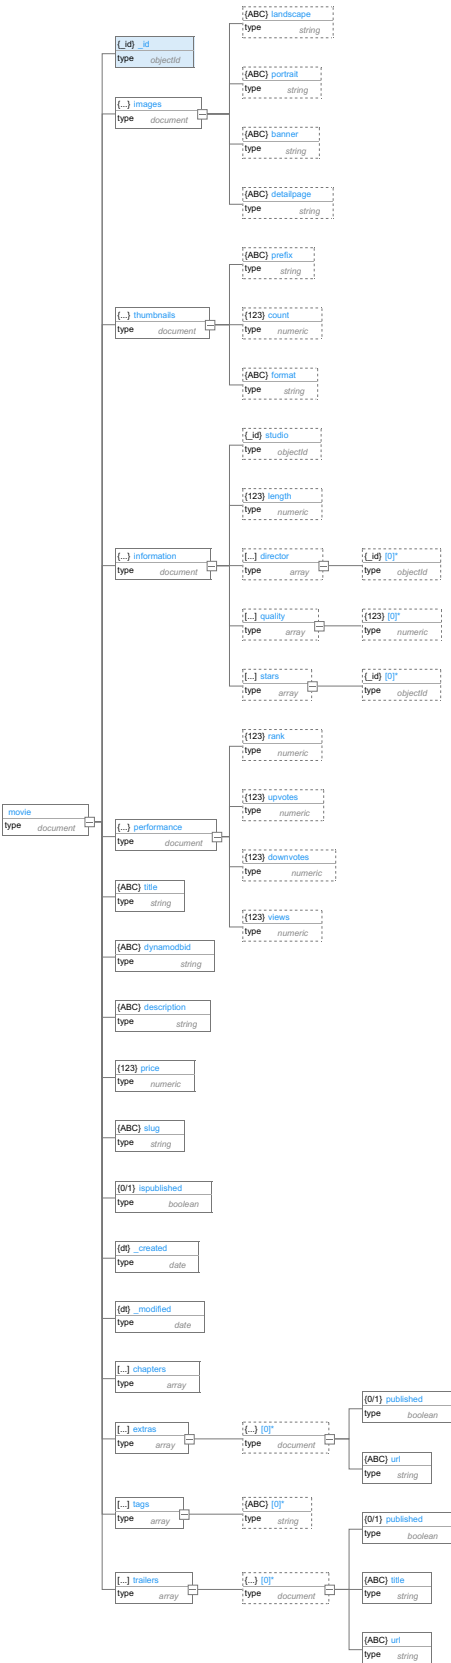 {ABC} landscape
type string
{_id} _id
type objectId
{ABC} portrait
type string
{...} images
type document
{ABC} banner
type string
{ABC} detailpage
type string
{ABC} prefix
type string
{...} thumbnails
type document
{123} count
type numeric
{ABC} format
type string
{_id} studio
type objectId
{123} length
type numeric
{...} information
type document
[...] director
type array
{_id} [0]*
type objectId
[...] quality
type array
{123} [0]*
type numeric
[...] stars
type array
{_id} [0]*
type objectId
{123} rank
type numeric
{123} upvotes
type numeric
movie
type document
{...} performance
type document
{123} downvotes
type numeric
{ABC} title
type string
{123} views
type numeric
{ABC} dynamodbid
type string
{ABC} description
type string
{123} price
type numeric
{ABC} slug
type string
{0/1} ispublished
type boolean
{dt} _created
type date
{dt} _modified
type date
[...] chapters
type array
{0/1} published
type boolean
[...] extras
type array
{...} [0]*
type document
{ABC} url
type string
[...] tags
type array
{ABC} [0]*
type string
{0/1} published
type boolean
[...] trailers
type array
{...} [0]*
type document
{ABC} title
type string
{ABC} url
type string